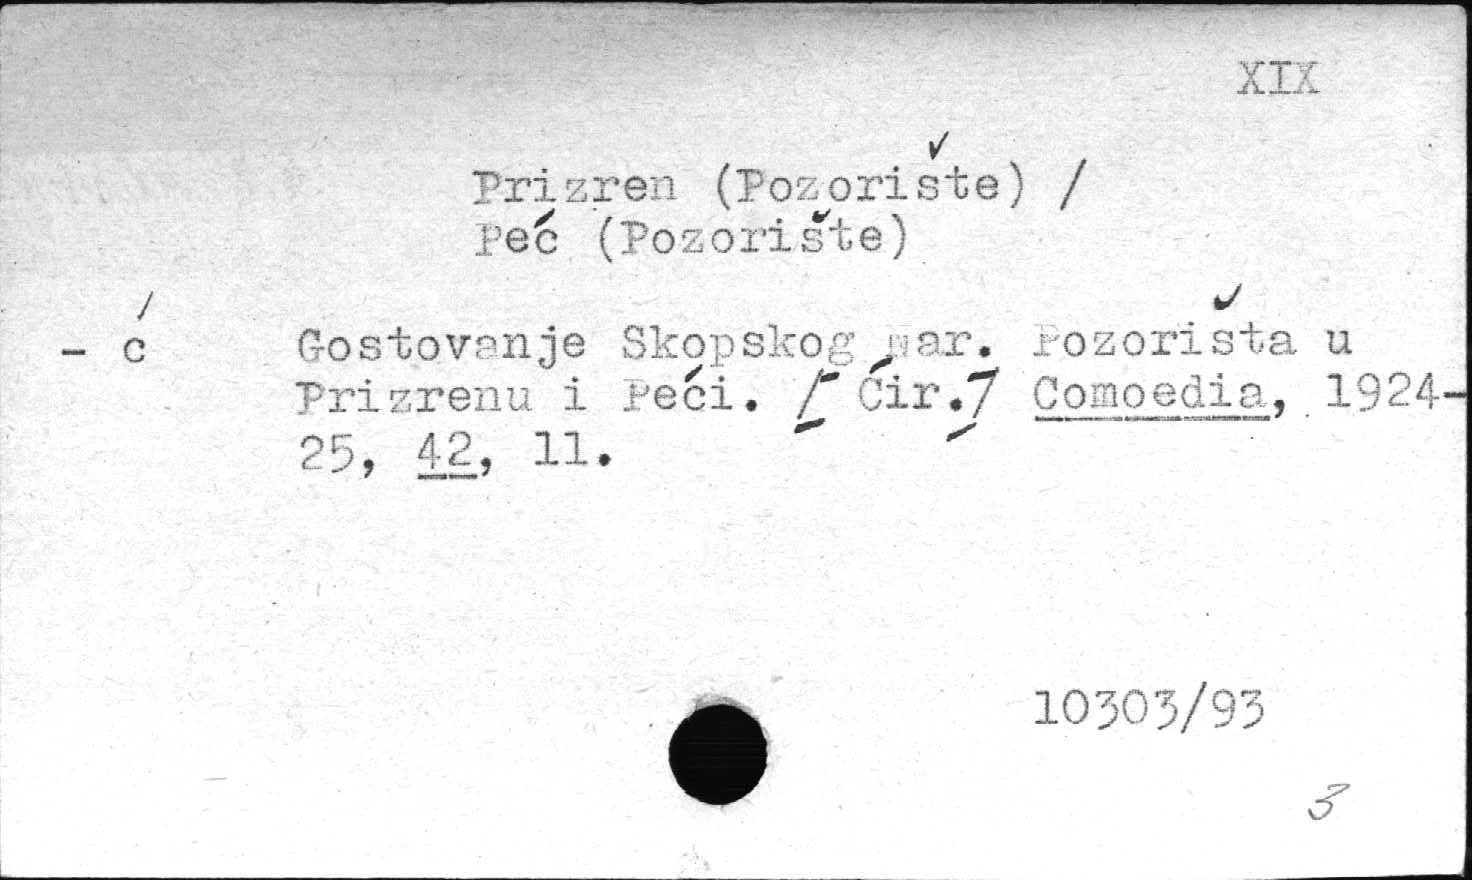 XIX
Prizren (Pozorište) /
Peć (Pozorište)
- ć Gostovanje Skopskog nar. Pozorišta u
Prizrenu i Peći. [ Ćir.] Comoedia, 1924-
25, 42, 11.
10303/93
3